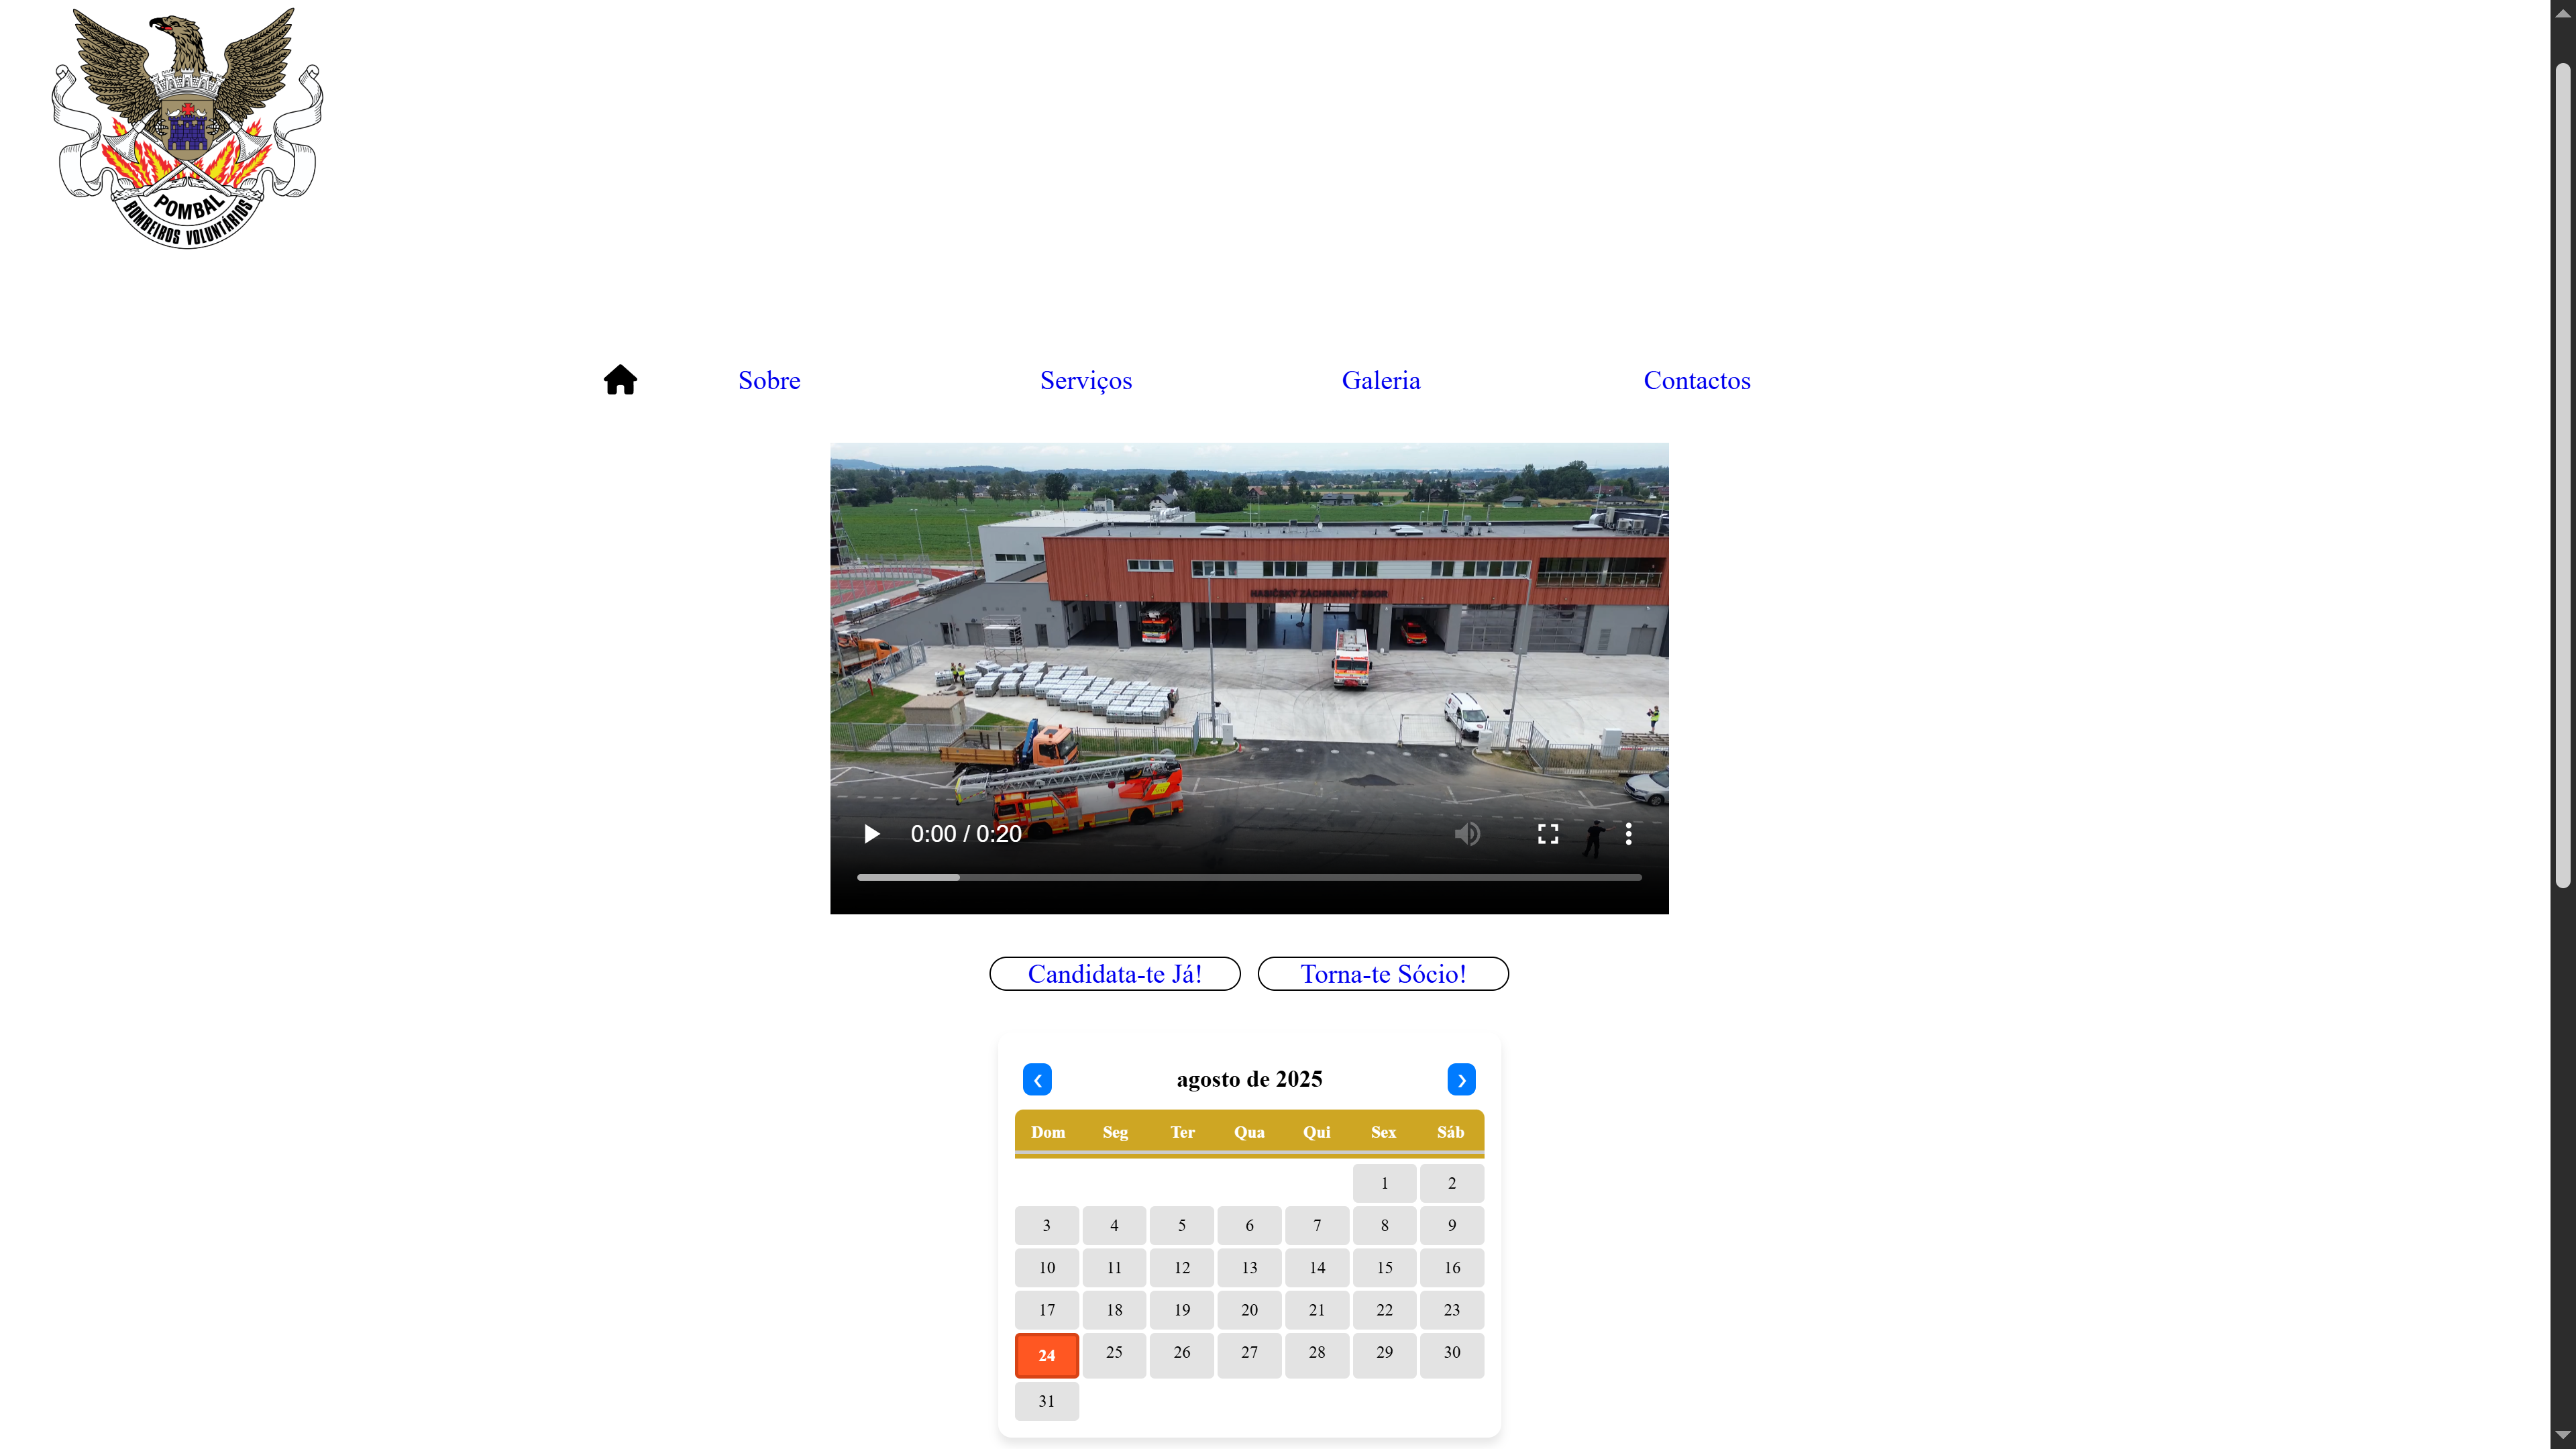 POMBAL
BOMBEIROS VOLUNTÁRIOS
Sobre Serviços Galeria Contactos
HASIČSKÝ ZÁCHRANNÝ SBOR
0:00 / 0:20
Candidata-te Já! Torna-te Sócio!
❮ agosto de 2025 ❯
Dom Seg Ter Qua Qui Sex Sáb
1 2
3 4 5 6 7 8 9
10 11 12 13 14 15 16
17 18 19 20 21 22 23
24 25 26 27 28 29 30
31